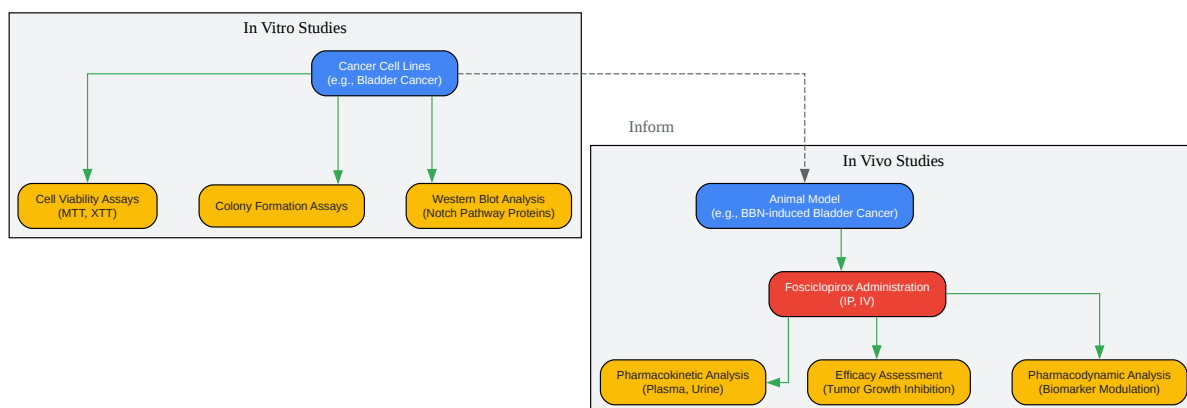 In Vitro Studies
Cancer Cell Lines
(e.g., Bladder Cancer)
Cell Viability Assays
(MTT, XTT)
Colony Formation Assays
Western Blot Analysis
(Notch Pathway Proteins)
Inform
In Vivo Studies
Animal Model
(e.g., BBN-induced Bladder Cancer)
Fosciclopirox Administration
(IP, IV)
Pharmacokinetic Analysis
(Plasma, Urine)
Efficacy Assessment
(Tumor Growth Inhibition)
Pharmacodynamic Analysis
(Biomarker Modulation)